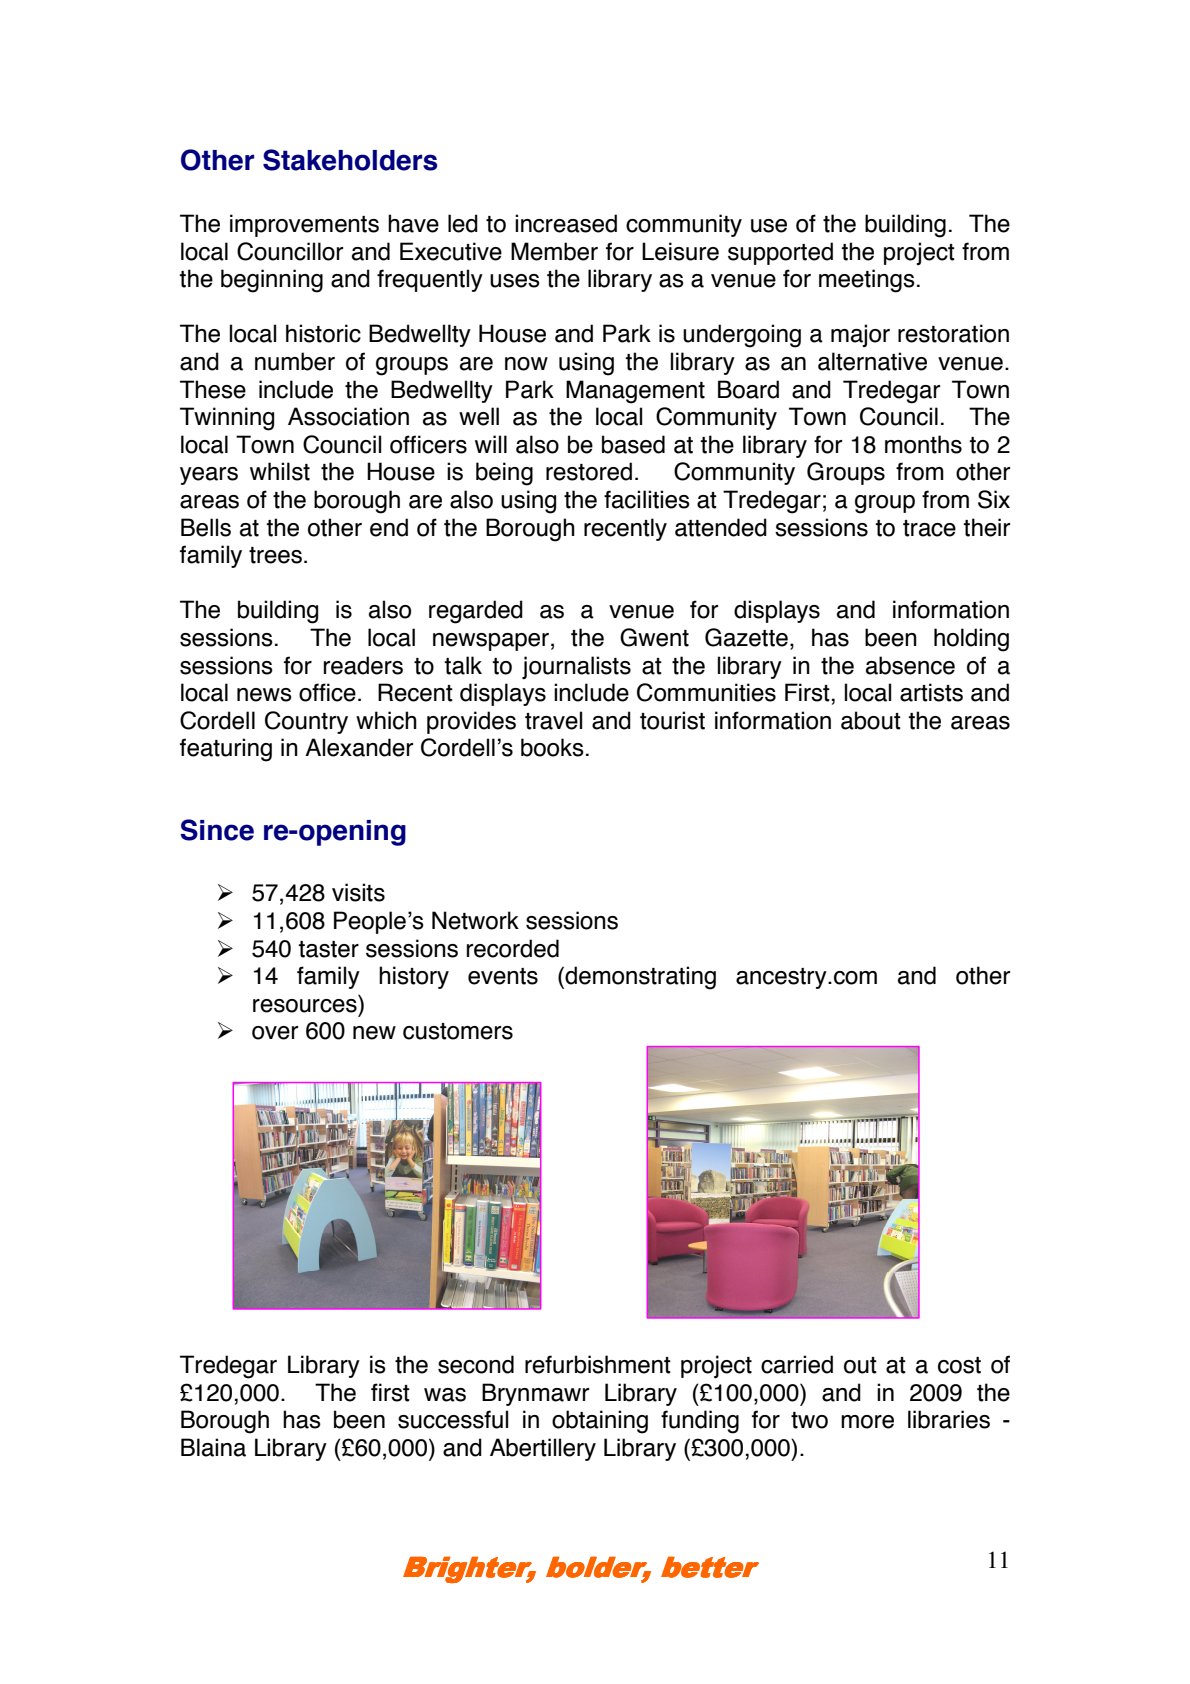 Other Stakeholders
The improvements have led to increased community use of the building.  The
local Councillor and Executive Member for Leisure supported the project from
the beginning and frequently uses the library as a venue for meetings.
The local historic Bedwellty House and Park is undergoing a major restoration
and a number of groups are now using the library as an alternative venue.
These include the Bedwellty Park Management Board and Tredegar Town
Twinning Association as well as the local Community Town Council.  The
local Town Council officers will also be based at the library for 18 months to 2
years whilst the House is being restored.   Community Groups from other
areas of the borough are also using the facilities at Tredegar; a group from Six
Bells at the other end of the Borough recently attended sessions to trace their
family trees.
The building is also regarded as a venue for displays and information
sessions.  The local newspaper, the Gwent Gazette, has been holding
sessions for readers to talk to journalists at the library in the absence of a
local news office.  Recent displays include Communities First, local artists and
Cordell Country which provides travel and tourist information about the areas
featuring in Alexander Cordell’s books.
Since re-opening
➢ 57,428 visits
➢ 11,608 People’s Network sessions
➢ 540 taster sessions recorded
➢ 14 family history events (demonstrating ancestry.com and other
resources)
➢ over 600 new customers
Tredegar Library is the second refurbishment project carried out at a cost of
£120,000.  The first was Brynmawr Library (£100,000) and in 2009 the
Borough has been successful in obtaining funding for two more libraries -
Blaina Library (£60,000) and Abertillery Library (£300,000).
Brighter, bolder, better
11